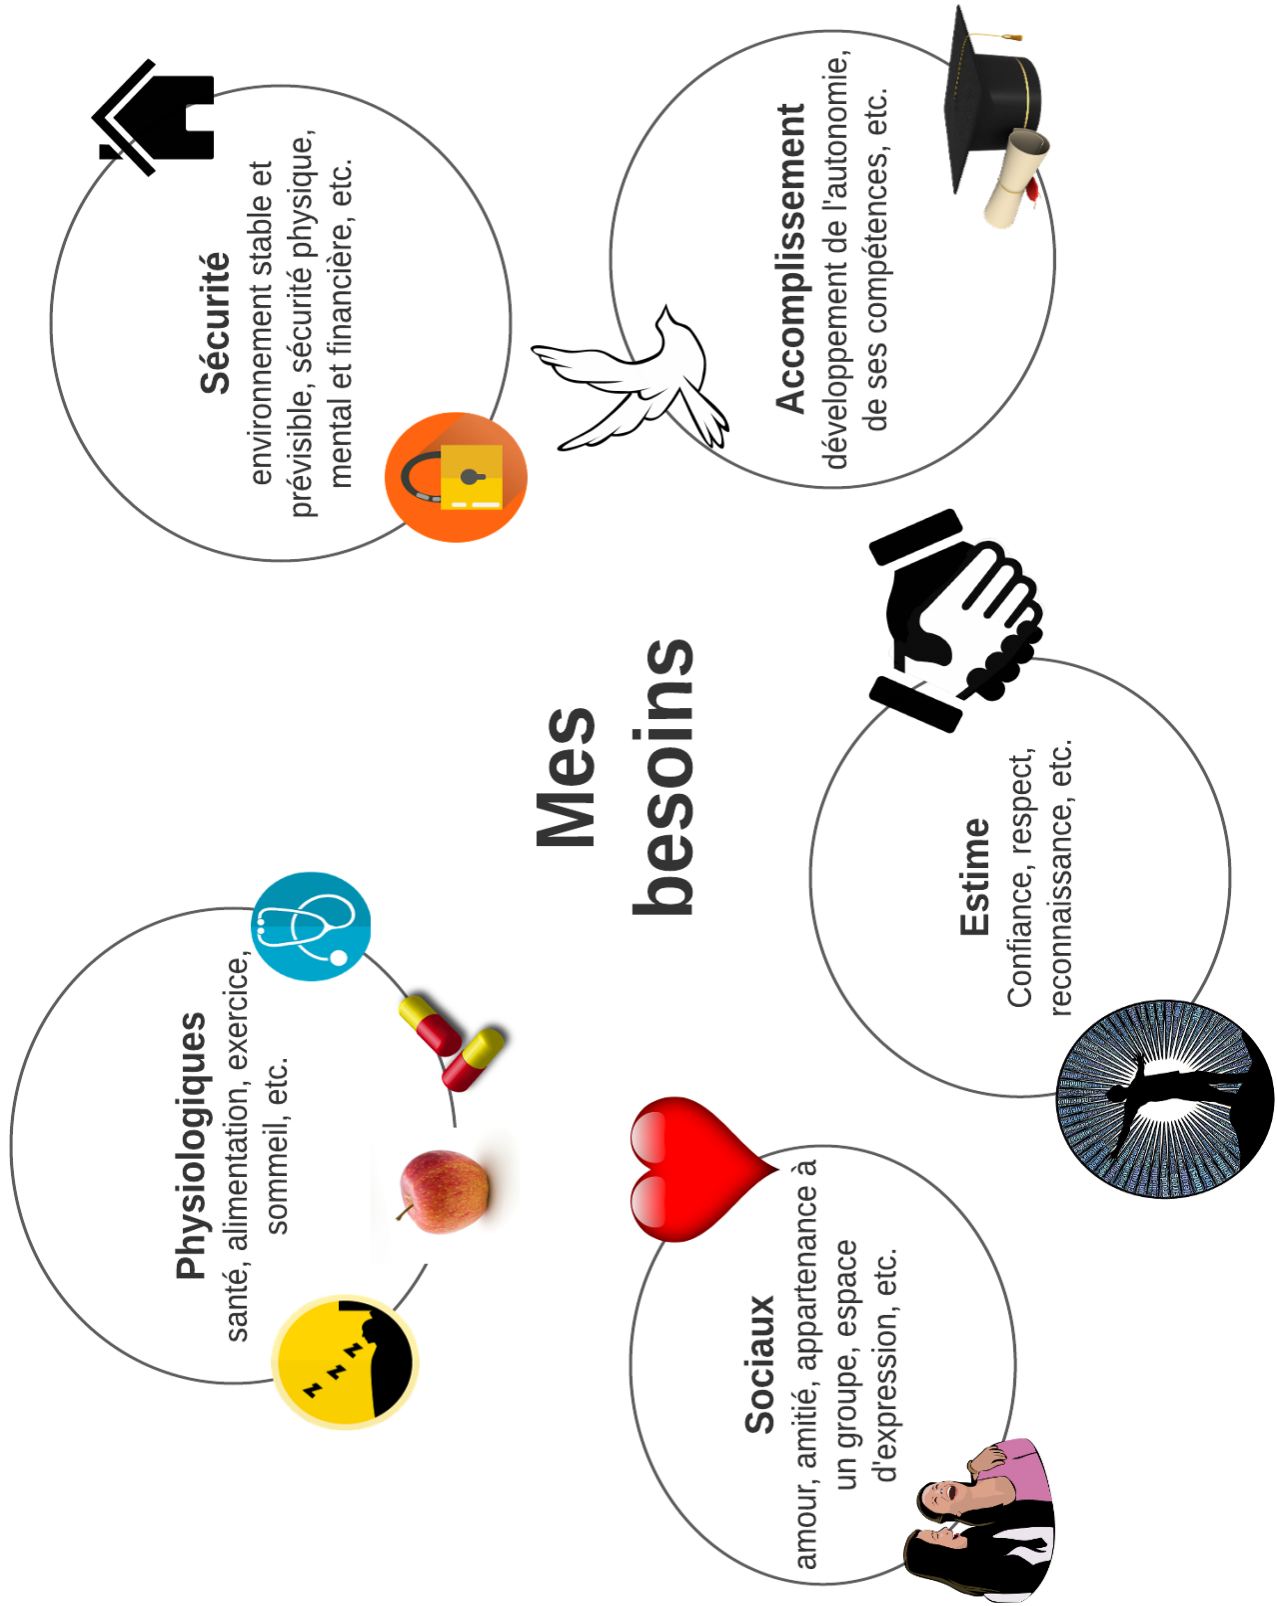 Physiologiques
santé, alimentation, exercice,
sommeil, etc.
Sécurité
environnement stable et
prévisible, sécurité physique,
mental et financière, etc.
Mes
besoins
Sociaux
amour, amitié, appartenance à
un groupe, espace
d'expression, etc.
Estime
Confiance, respect,
reconnaissance, etc.
Accomplissement
développement de l'autonomie,
de ses compétences, etc.
z
z
z